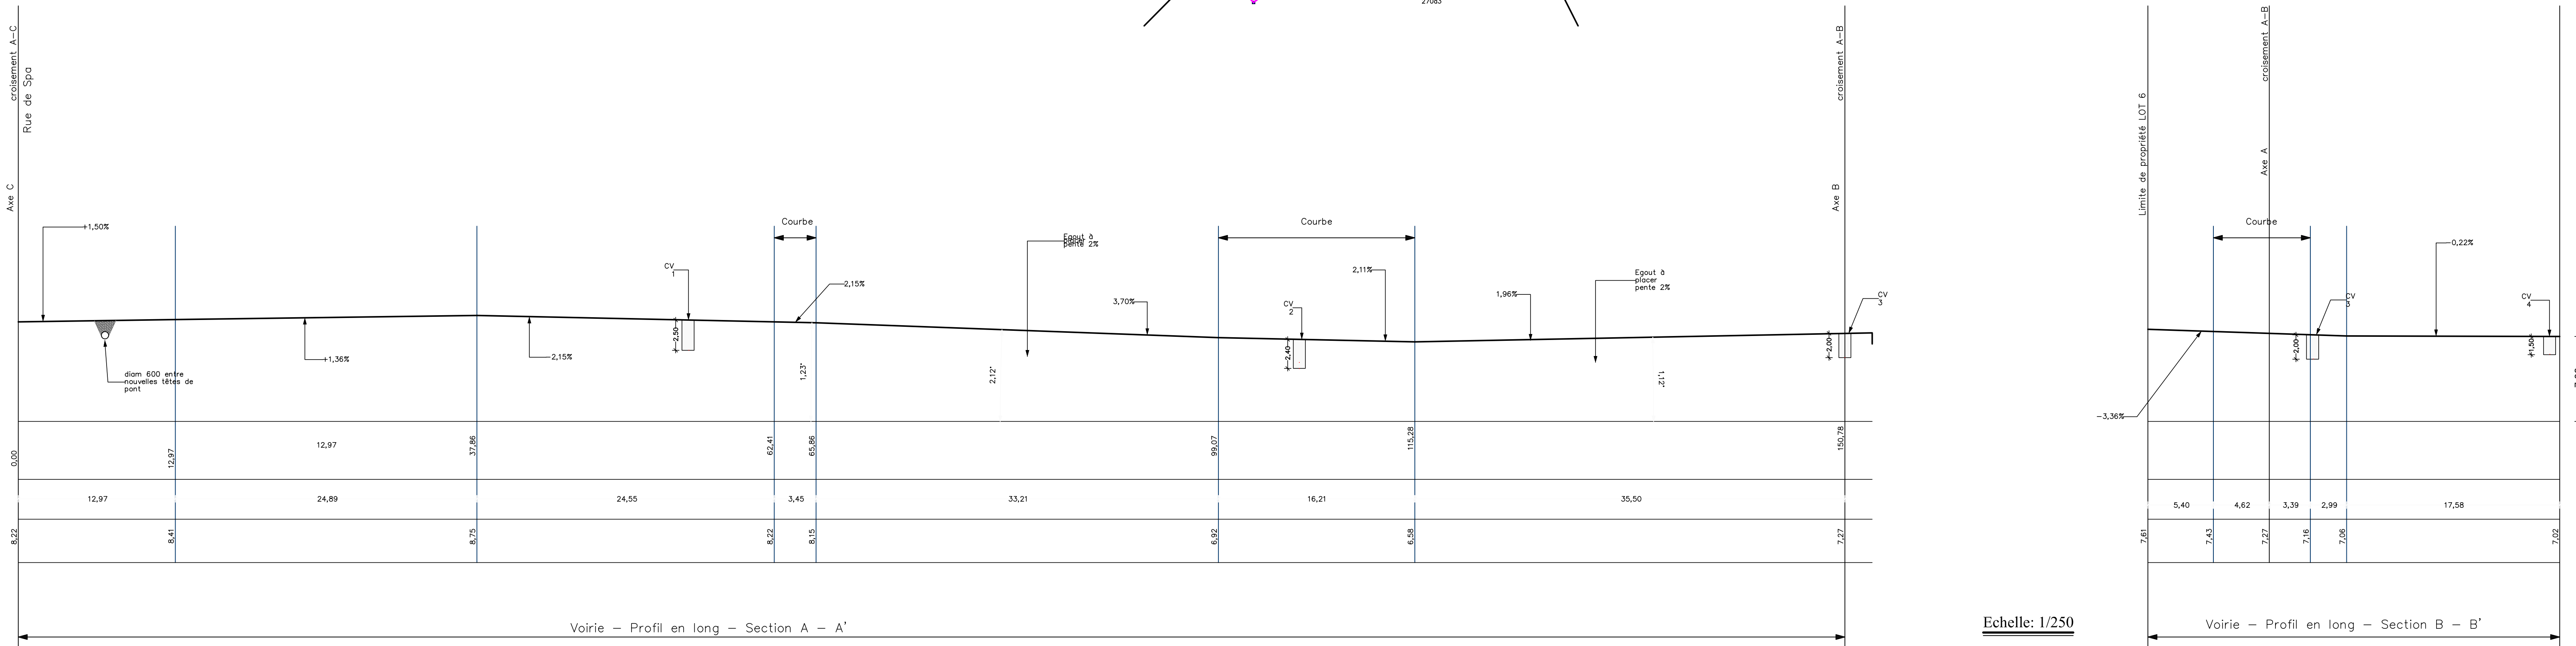 27083
croisement A-C
Rue de Spa
Axe C
croisement A-B
Axe B
+1,50%
diam 600 entre
nouvelles têtes de
pont
+1,36%
2,15%
CV
1
2,50
Courbe
2,15%
1,23°
2,12°
Egout à
placer
pente 2%
3,70%
Courbe
CV
2
2,40
2,11%
1,96%
Egout à
placer
pente 2%
1,12°
CV
3
2,00
0,00
12,97
12,97
37,86
62,41
65,86
99,07
115,28
150,78
12,97
24,89
24,55
3,45
33,21
16,21
35,50
8,22
8,41
8,75
8,22
8,15
6,92
6,58
7,27
Voirie - Profil en long - Section A - A'
Echelle: 1/250
Limite de propriété LOT 6
croisement A-B
Axe A
Courbe
-3,36%
CV
3
2,00
0,22%
CV
4
1,50
5,40
4,62
3,39
2,99
17,58
7,61
7,43
7,27
7,16
7,06
7,02
Voirie - Profil en long - Section B - B'